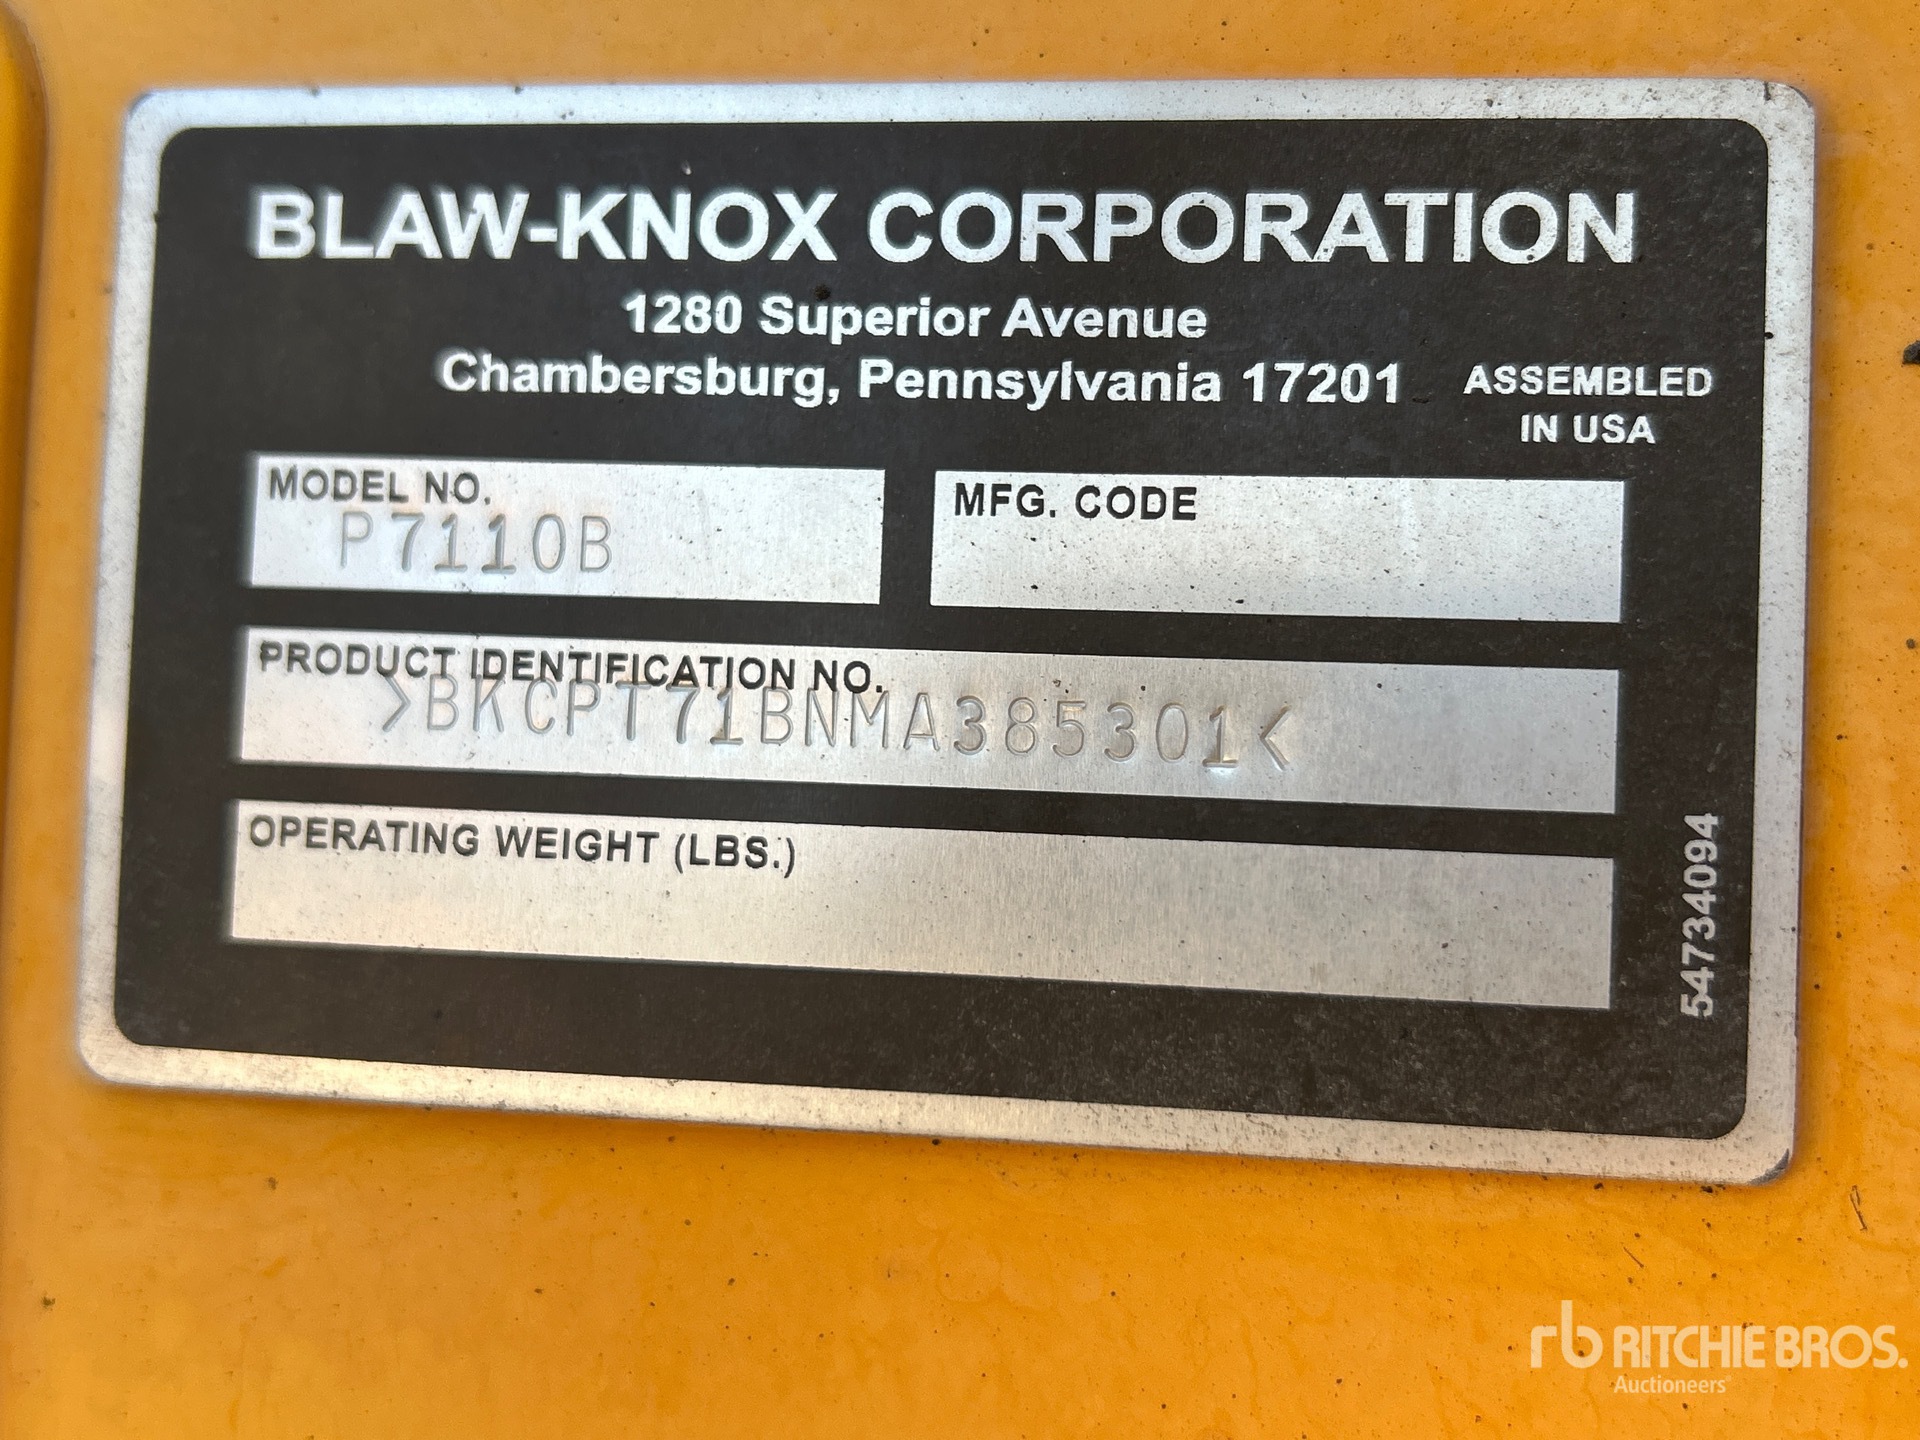 BLAW-KNOX CORPORATION
1280 Superior Avenue
Chambersburg, Pennsylvania 17201
ASSEMBLED
IN USA
MODEL NO.
P7110B
MFG. CODE
PRODUCT IDENTIFICATION NO.
>BKCPT71BNMA385301<
OPERATING WEIGHT (LBS.)
54734094
rb RITCHIE BROS.
Auctioneers